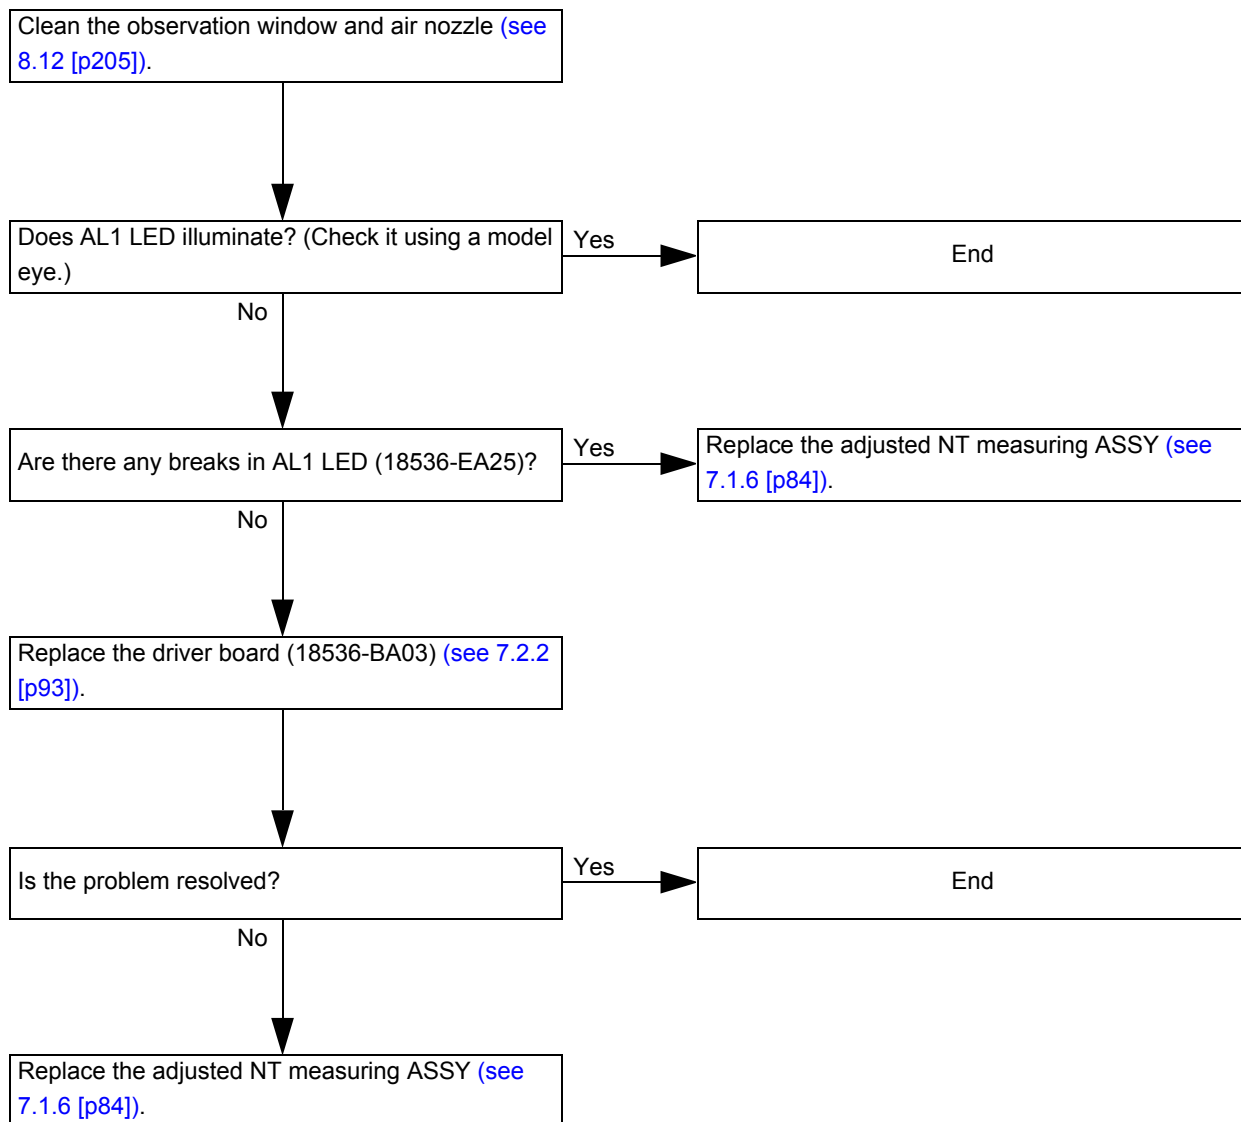 Clean the observation window and air nozzle (see
8.12 [p205]).
Does AL1 LED illuminate? (Check it using a model
eye.)
Yes
End
No
Are there any breaks in AL1 LED (18536-EA25)?
Yes
Replace the adjusted NT measuring ASSY (see
7.1.6 [p84]).
No
Replace the driver board (18536-BA03) (see 7.2.2
[p93]).
Is the problem resolved?
Yes
End
No
Replace the adjusted NT measuring ASSY (see
7.1.6 [p84]).